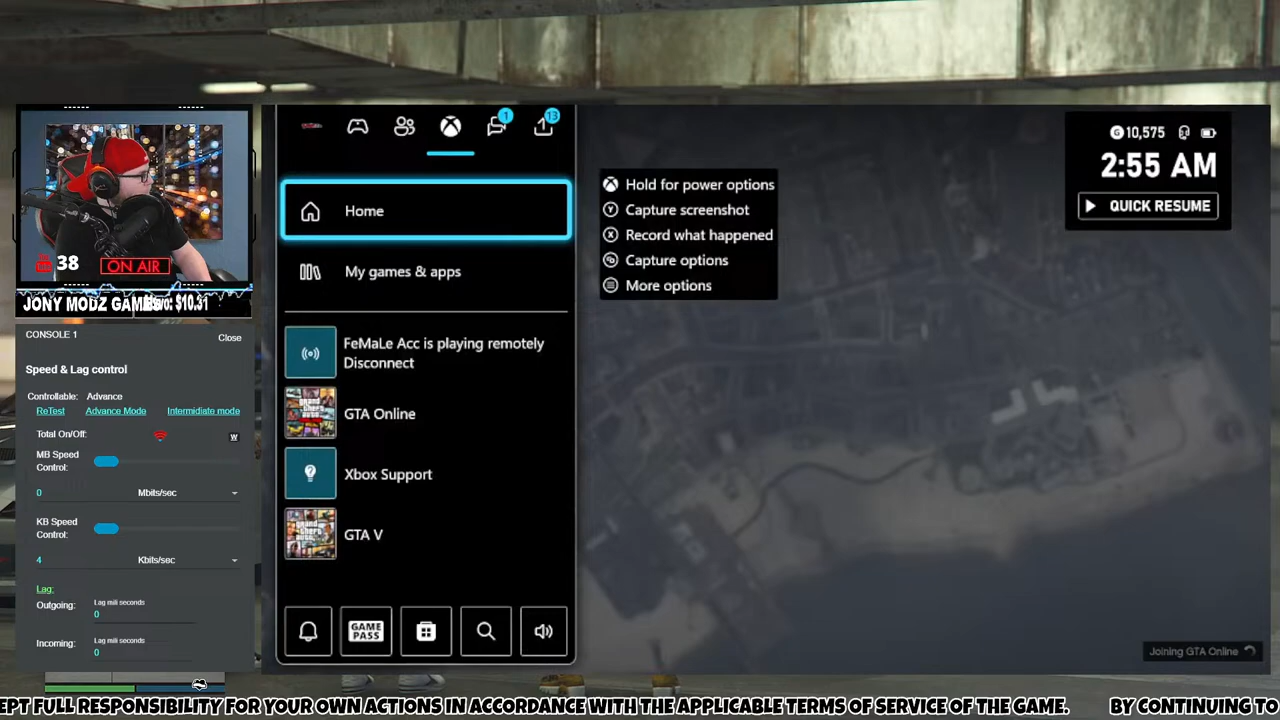 1
13
10,575
2:55 AM
QUICK RESUME
Home
My games & apps
FeMaLe Acc is playing remotely
Disconnect
GTA Online
Xbox Support
GTA V
GAME
PASS
Hold for power options
Capture screenshot
Record what happened
Capture options
More options
38
ON AIR
JONY MODZ GAM
$10.31
CONSOLE 1
Close
Speed & Lag control
Controllable: Advance
ReTest Advance Mode Intermidiate mode
Total On/Off: W
MB Speed
Control:
0 Mbits/sec
KB Speed
Control:
4 Kbits/sec
Lag:
Outgoing: Lag mili seconds
0
Incoming: Lag mili seconds
0
Joining GTA Online
EPT FULL RESPONSIBILITY FOR YOUR OWN ACTIONS IN ACCORDANCE WITH THE APPLICABLE TERMS OF SERVICE OF THE GAME. BY CONTINUING TO